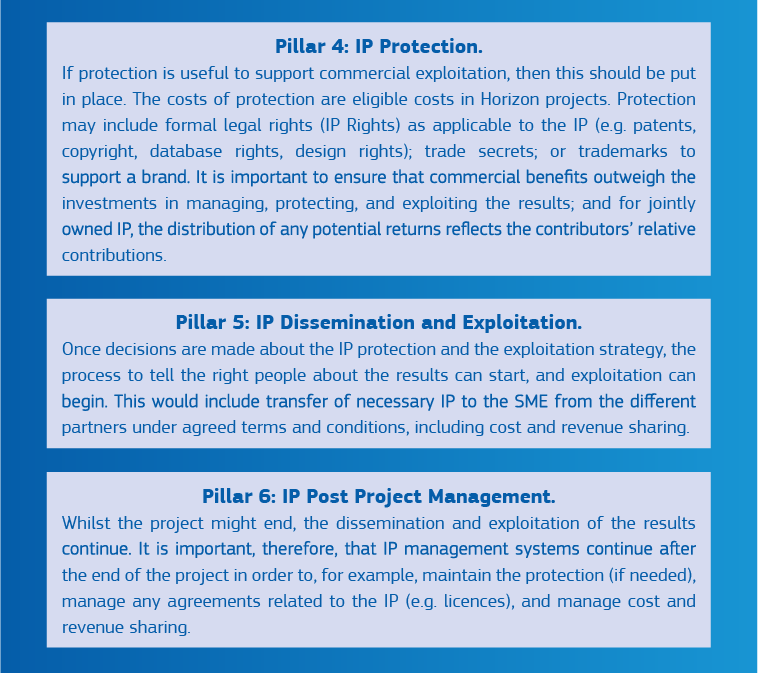 Pillar 4: IP Protection.
If protection is useful to support commercial exploitation, then this should be put
in place. The costs of protection are eligible costs in Horizon projects. Protection
may include formal legal rights (IP Rights) as applicable to the IP (e.g. patents,
copyright, database rights, design rights); trade secrets; or trademarks to
support a brand. It is important to ensure that commercial benefits outweigh the
investments in managing, protecting, and exploiting the results; and for jointly
owned IP, the distribution of any potential returns reflects the contributors’ relative
contributions.
Pillar 5: IP Dissemination and Exploitation.
Once decisions are made about the IP protection and the exploitation strategy, the
process to tell the right people about the results can start, and exploitation can
begin. This would include transfer of necessary IP to the SME from the different
partners under agreed terms and conditions, including cost and revenue sharing.
Pillar 6: IP Post Project Management.
Whilst the project might end, the dissemination and exploitation of the results
continue. It is important, therefore, that IP management systems continue after
the end of the project in order to, for example, maintain the protection (if needed),
manage any agreements related to the IP (e.g. licences), and manage cost and
revenue sharing.